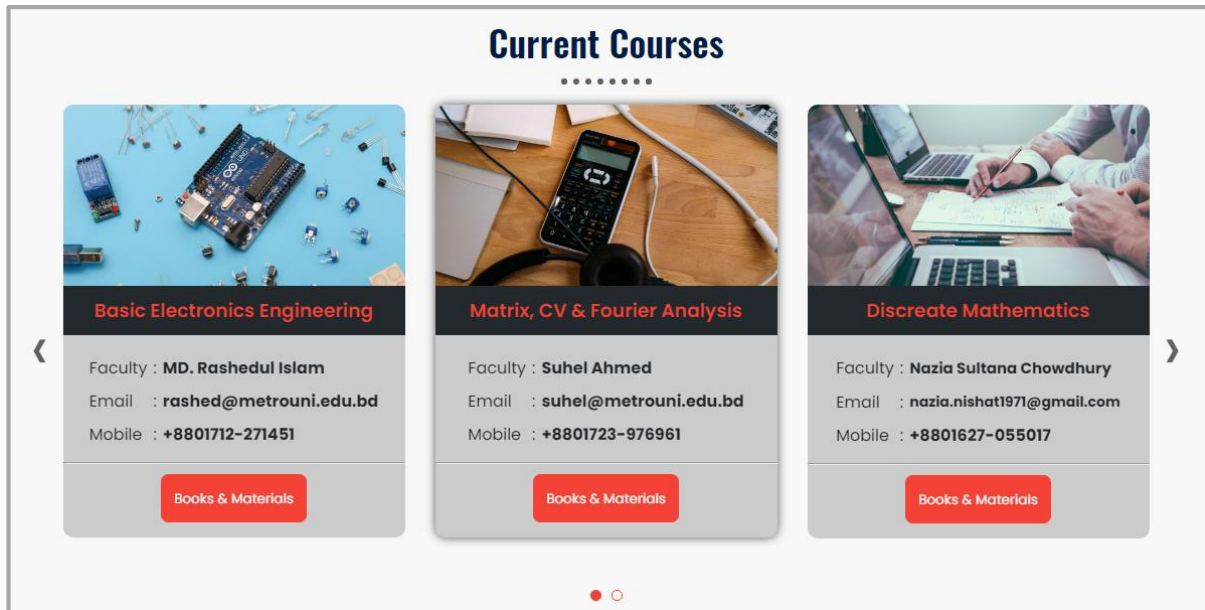 Current Courses
Basic Electronics Engineering
Faculty : MD. Rashedul Islam
Email : rashed@metrouni.edu.bd
Mobile : +8801712-271451
Books & Materials
Matrix, CV & Fourier Analysis
Faculty : Suhel Ahmed
Email : suhel@metrouni.edu.bd
Mobile : +8801723-976961
Books & Materials
Discreate Mathematics
Faculty : Nazia Sultana Chowdhury
Email : nazia.nishat1971@gmail.com
Mobile : +8801627-055017
Books & Materials